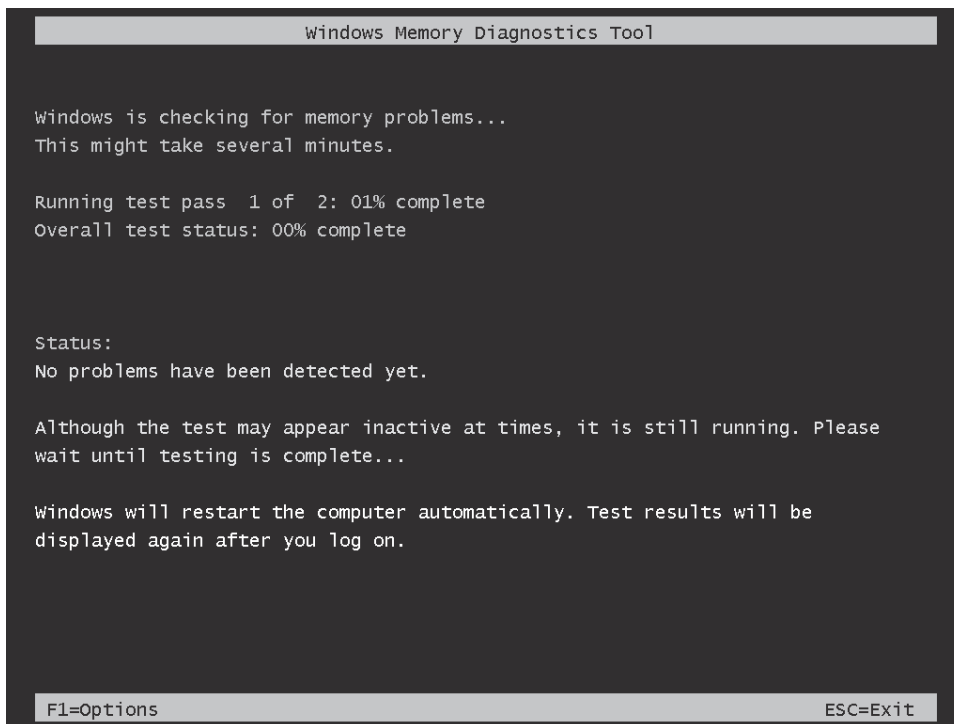 Windows Memory Diagnostics Tool
Windows is checking for memory problems...
This might take several minutes.
Running test pass  1 of  2: 01% complete
Overall test status: 00% complete
Status:
No problems have been detected yet.
Although the test may appear inactive at times, it is still running. Please
wait until testing is complete...
Windows will restart the computer automatically. Test results will be
displayed again after you log on.
F1=Options ESC=Exit